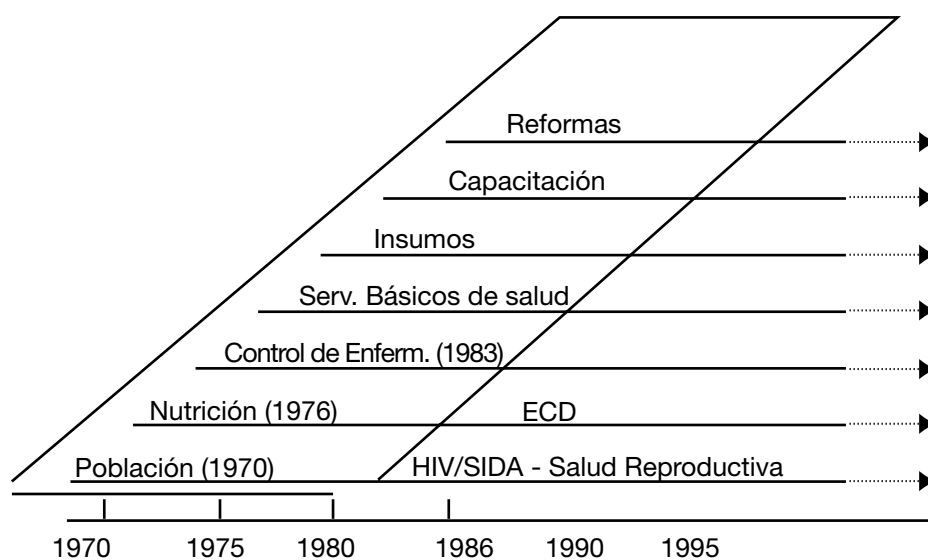 Reformas
Capacitación
Insumos
Serv. Básicos de salud
Control de Enferm. (1983)
Nutrición (1976) ECD
Población (1970) HIV/SIDA - Salud Reproductiva
1970 1975 1980 1986 1990 1995